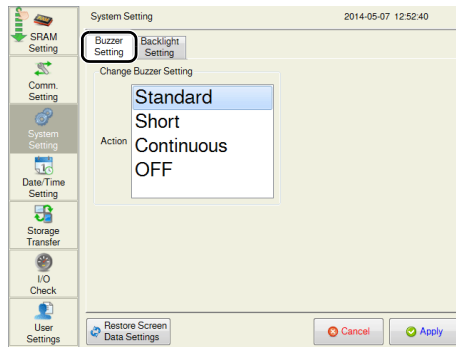 System Setting
2014-05-07 12:52:40
SRAM
Setting
Comm.
Setting
System
Setting
Date/Time
Setting
Storage
Transfer
I/O
Check
User
Settings
Buzzer
Setting
Backlight
Setting
Change Buzzer Setting
Action
Standard
Short
Continuous
OFF
Restore Screen
Data Settings
Cancel
Apply